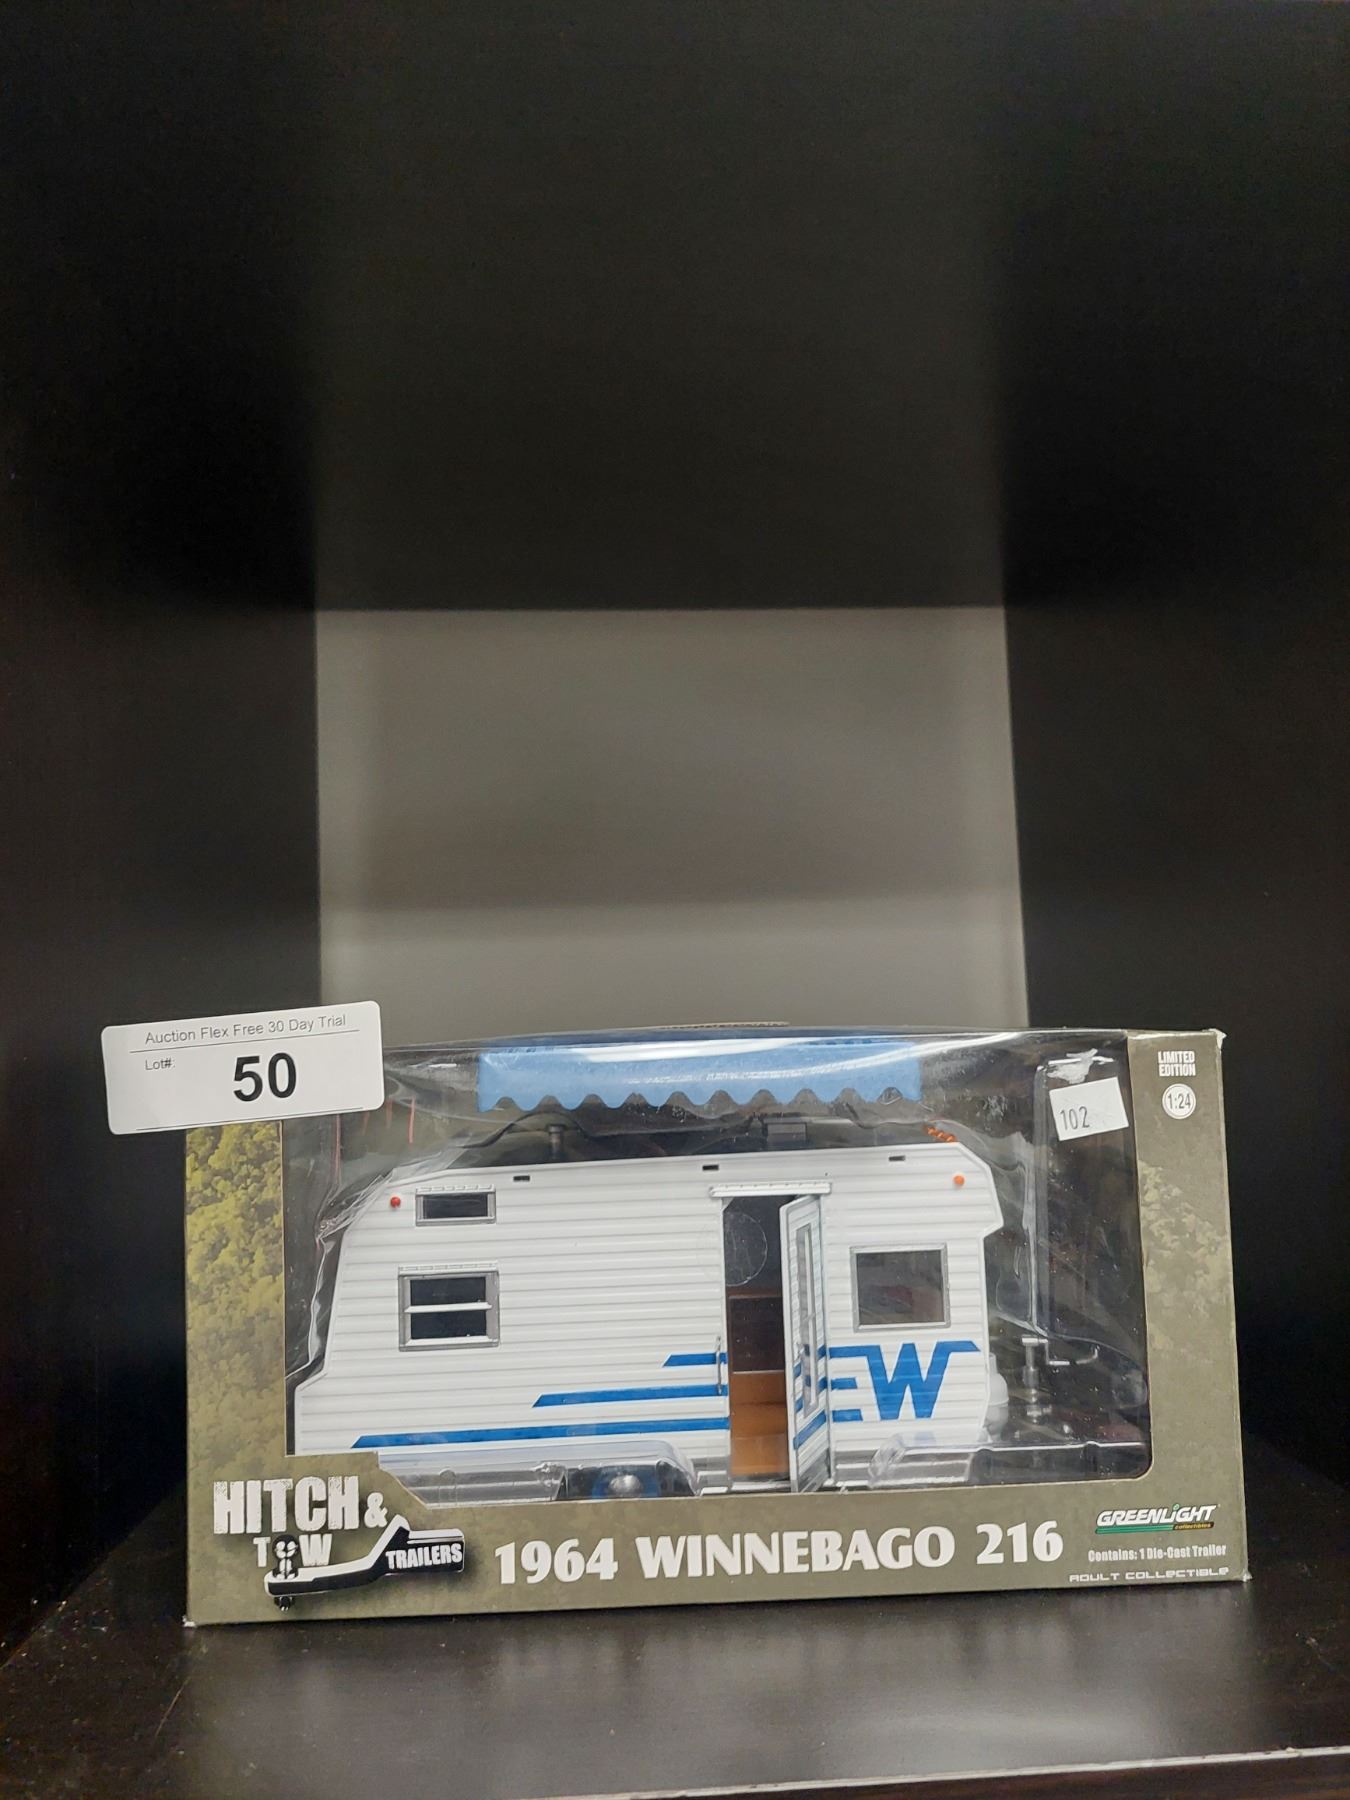 Auction Flex Free 30 Day Trial
Lot#: 50
LIMITED
EDITION
1:24
102
W
HITCH &
TOW
TRAILERS
1964 WINNEBAGO 216
GREENLiGHT
collectibles
Contains: 1 Die-Cast Trailer
ADULT COLLECTIBLE